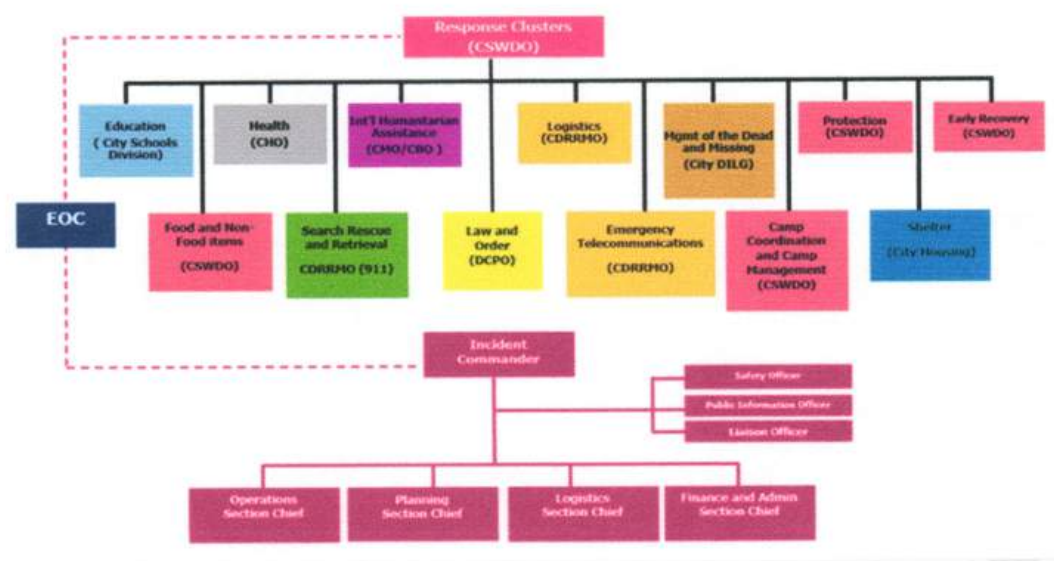 Response Clusters
(CSWDO)
Education
( City Schools
Division)
Health
(CHO)
Int'l Humanitarian
Assistance
(CMO/CBO )
Logistics
(CDRRMO)
Mgmt of the Dead
and Missing
(City DILG)
Protection
(CSWDO)
Early Recovery
(CSWDO)
EOC
Food and Non-
Food items
(CSWDO)
Search Rescue
and Retrieval
CDRRMO (911)
Law and
Order
(DCPO)
Emergency
Telecommunications
(CDRRMO)
Camp
Coordination
and Camp
Management
(CSWDO)
Shelter
(City Housing)
Incident
Commander
Safety Officer
Public Information Officer
Liaison Officer
Operations
Section Chief
Planning
Section Chief
Logistics
Section Chief
Finance and Admin
Section Chief